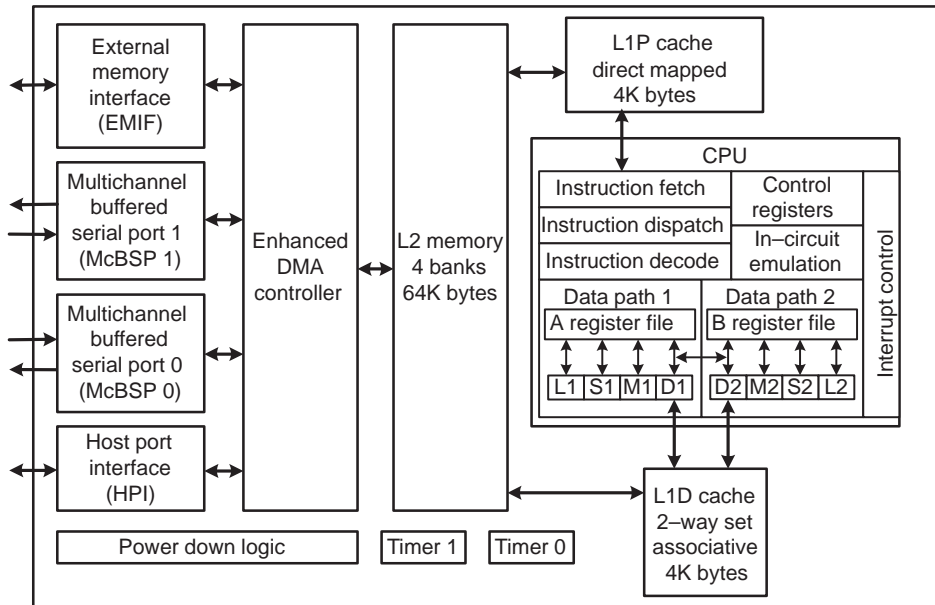 External
memory
interface
(EMIF)
Multichannel
buffered
serial port 1
(McBSP 1)
Multichannel
buffered
serial port 0
(McBSP 0)
Host port
interface
(HPI)
Enhanced
DMA
controller
L2 memory
4 banks
64K bytes
L1P cache
direct mapped
4K bytes
CPU
Instruction fetch
Instruction dispatch
Instruction decode
Control
registers
In–circuit
emulation
Interrupt control
Data path 1
A register file
L1 S1 M1 D1
Data path 2
B register file
D2 M2 S2 L2
L1D cache
2–way set
associative
4K bytes
Power down logic
Timer 1
Timer 0